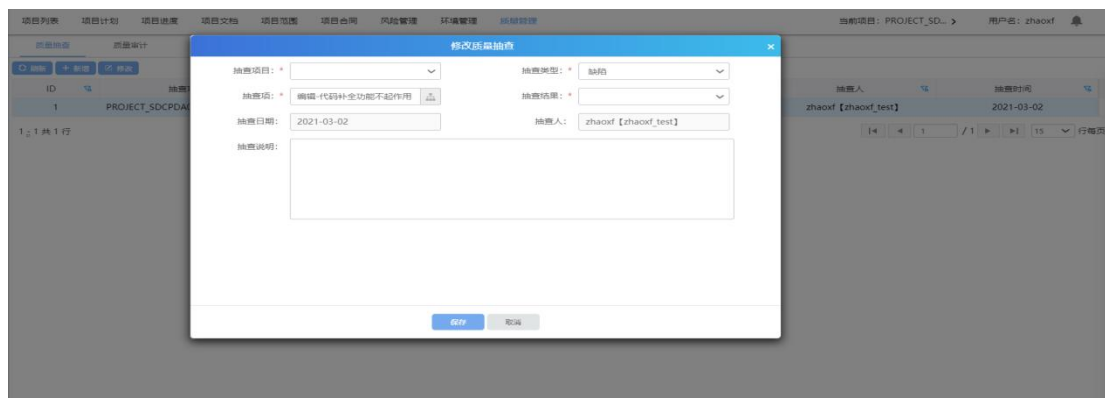 项目列表 项目计划 项目进度 项目文档 项目范围 项目合同 风险管理 环境管理 质量管理 当前项目: PROJECT_SD... 用户名: zhaoxf
质量抽查 质量审计
刷新 新增 修改
修改质量抽查
ID 抽查 抽查人 抽查时间
1 PROJECT_SDCPDAC zhaoxf【zhaoxf_test】 2021-03-02
1 - 1 共 1 行 1 / 1 15 行每页
抽查项目: * 抽查类型: * 缺陷
抽查项: * 编辑-代码补全功能不起作用 抽查结果: *
抽查日期: 2021-03-02 抽查人: zhaoxf【zhaoxf_test】
抽查说明:
保存 取消